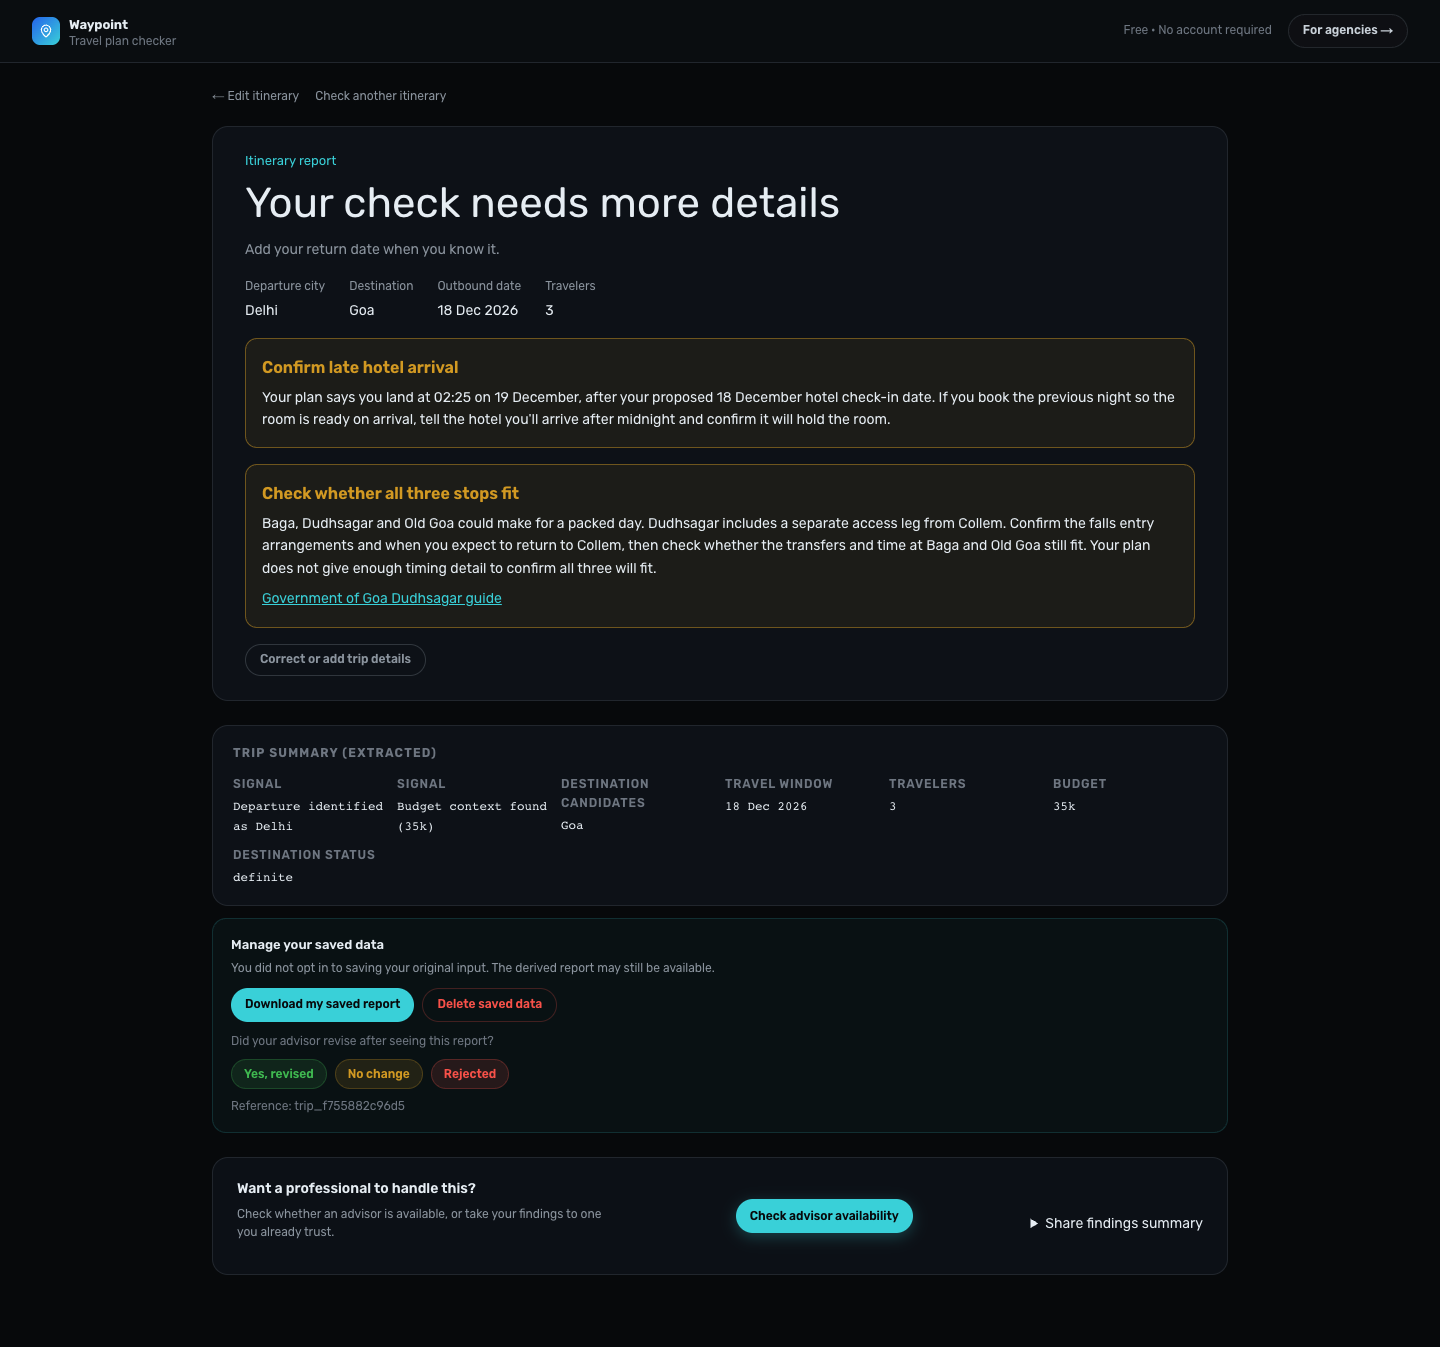 Waypoint
Travel plan checker
Free • No account required
For agencies →
← Edit itinerary
Check another itinerary
Itinerary report
Your check needs more details
Add your return date when you know it.
Departure city
Destination
Outbound date
Travelers
Delhi
Goa
18 Dec 2026
3
Confirm late hotel arrival
Your plan says you land at 02:25 on 19 December, after your proposed 18 December hotel check-in date. If you book the previous night so the
room is ready on arrival, tell the hotel you'll arrive after midnight and confirm it will hold the room.
Check whether all three stops fit
Baga, Dudhsagar and Old Goa could make for a packed day. Dudhsagar includes a separate access leg from Collem. Confirm the falls entry
arrangements and when you expect to return to Collem, then check whether the transfers and time at Baga and Old Goa still fit. Your plan
does not give enough timing detail to confirm all three will fit.
Government of Goa Dudhsagar guide
Correct or add trip details
TRIP SUMMARY (EXTRACTED)
SIGNAL
Departure identified
as Delhi
SIGNAL
Budget context found
(35k)
DESTINATION
CANDIDATES
Goa
TRAVEL WINDOW
18 Dec 2026
TRAVELERS
3
BUDGET
35k
DESTINATION STATUS
definite
Manage your saved data
You did not opt in to saving your original input. The derived report may still be available.
Download my saved report
Delete saved data
Did your advisor revise after seeing this report?
Yes, revised
No change
Rejected
Reference: trip_f755882c96d5
Want a professional to handle this?
Check whether an advisor is available, or take your findings to one
you already trust.
Check advisor availability
▶ Share findings summary